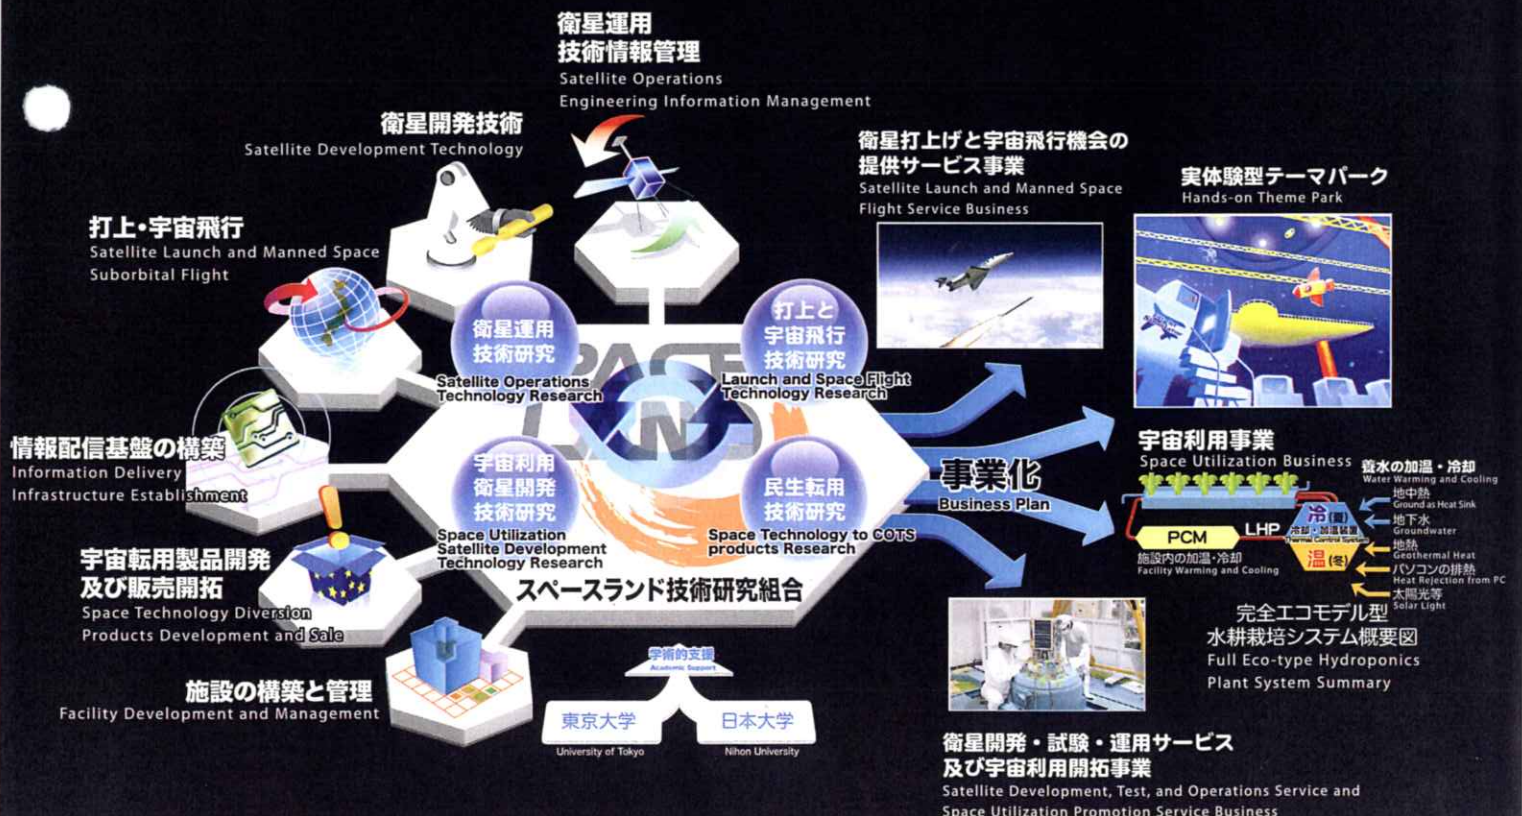 衛星運用
技術情報管理
Satellite Operations
Engineering Information Management
衛星開発技術
Satellite Development Technology
打上・宇宙飛行
Satellite Launch and Manned Space
Suborbital Flight
情報配信基盤の構築
Information Delivery
Infrastructure Establishment
宇宙転用製品開発
及び販売開拓
Space Technology Diversion
Products Development and Sale
施設の構築と管理
Facility Development and Management
SPACE
LAND
衛星運用
技術研究
Satellite Operations
Technology Research
打上と
宇宙飛行
技術研究
Launch and Space Flight
Technology Research
宇宙利用
衛星開発
技術研究
Space Utilization
Satellite Development
Technology Research
民生転用
技術研究
Space Technology to COTS
products Research
スペースランド技術研究組合
学術的支援
Academic Support
東京大学
University of Tokyo
日本大学
Nihon University
事業化
Business Plan
衛星打上げと宇宙飛行機会の
提供サービス事業
Satellite Launch and Manned Space
Flight Service Business
実体験型テーマパーク
Hands-on Theme Park
宇宙利用事業
Space Utilization Business
養水の加温・冷却
Water Warming and Cooling
地中熱
Ground as Heat Sink
地下水
Groundwater
地熱
Geothermal Heat
パソコンの排熱
Heat Rejection from PC
太陽光等
Solar Light
冷(夏)
冷却・加温装置
Thermal Control System
温(冬)
LHP
PCM
施設内の加温・冷却
Facility Warming and Cooling
完全エコモデル型
水耕栽培システム概要図
Full Eco-type Hydroponics
Plant System Summary
衛星開発・試験・運用サービス
及び宇宙利用開拓事業
Satellite Development, Test, and Operations Service and
Space Utilization Promotion Service Business